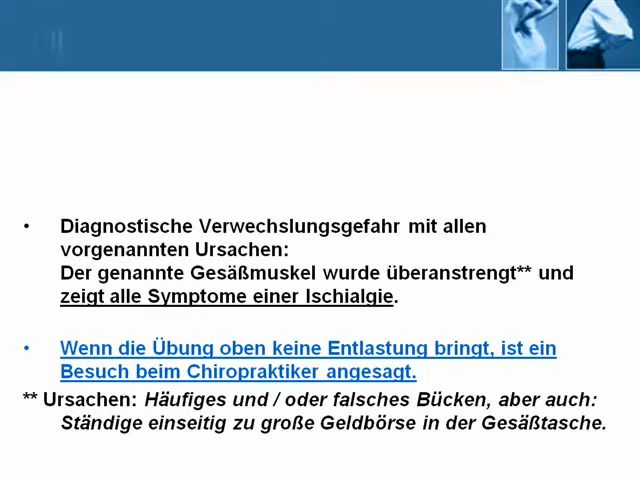 • Diagnostische Verwechslungsgefahr mit allen
vorgenannten Ursachen:
Der genannte Gesäßmuskel wurde überanstrengt** und
zeigt alle Symptome einer Ischialgie.
• Wenn die Übung oben keine Entlastung bringt, ist ein
Besuch beim Chiropraktiker angesagt.
** Ursachen: Häufiges und / oder falsches Bücken, aber auch:
Ständige einseitig zu große Geldbörse in der Gesäßtasche.